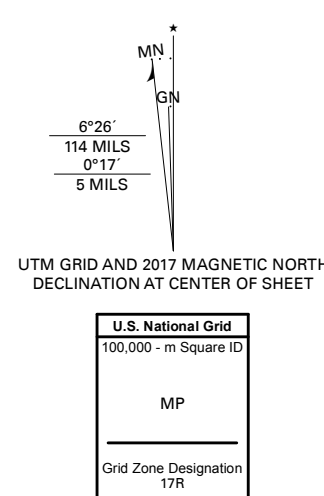 ★
MN
GN
6°26´
114 MILS
0°17´
5 MILS
UTM GRID AND 2017 MAGNETIC NORTH
DECLINATION AT CENTER OF SHEET
U.S. National Grid
100,000 - m Square ID
MP
Grid Zone Designation
17R